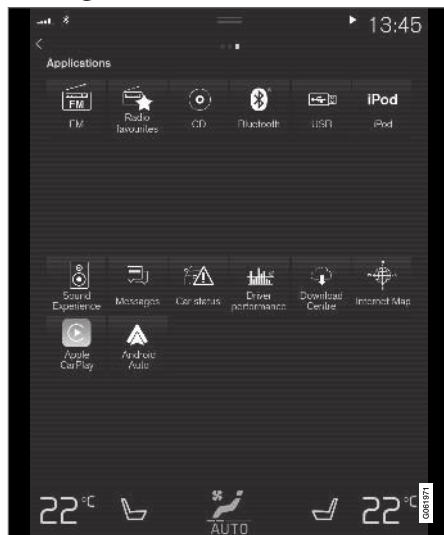 13:45
Applications
FM
iPod
FM
Radio favourites
CD
Bluetooth
USB
iPod
Sound Experience
Messages
Car status
Driver performance
Download Centre
Internet Map
Apple CarPlay
Android Auto
22°C
AUTO
22°C
G061971